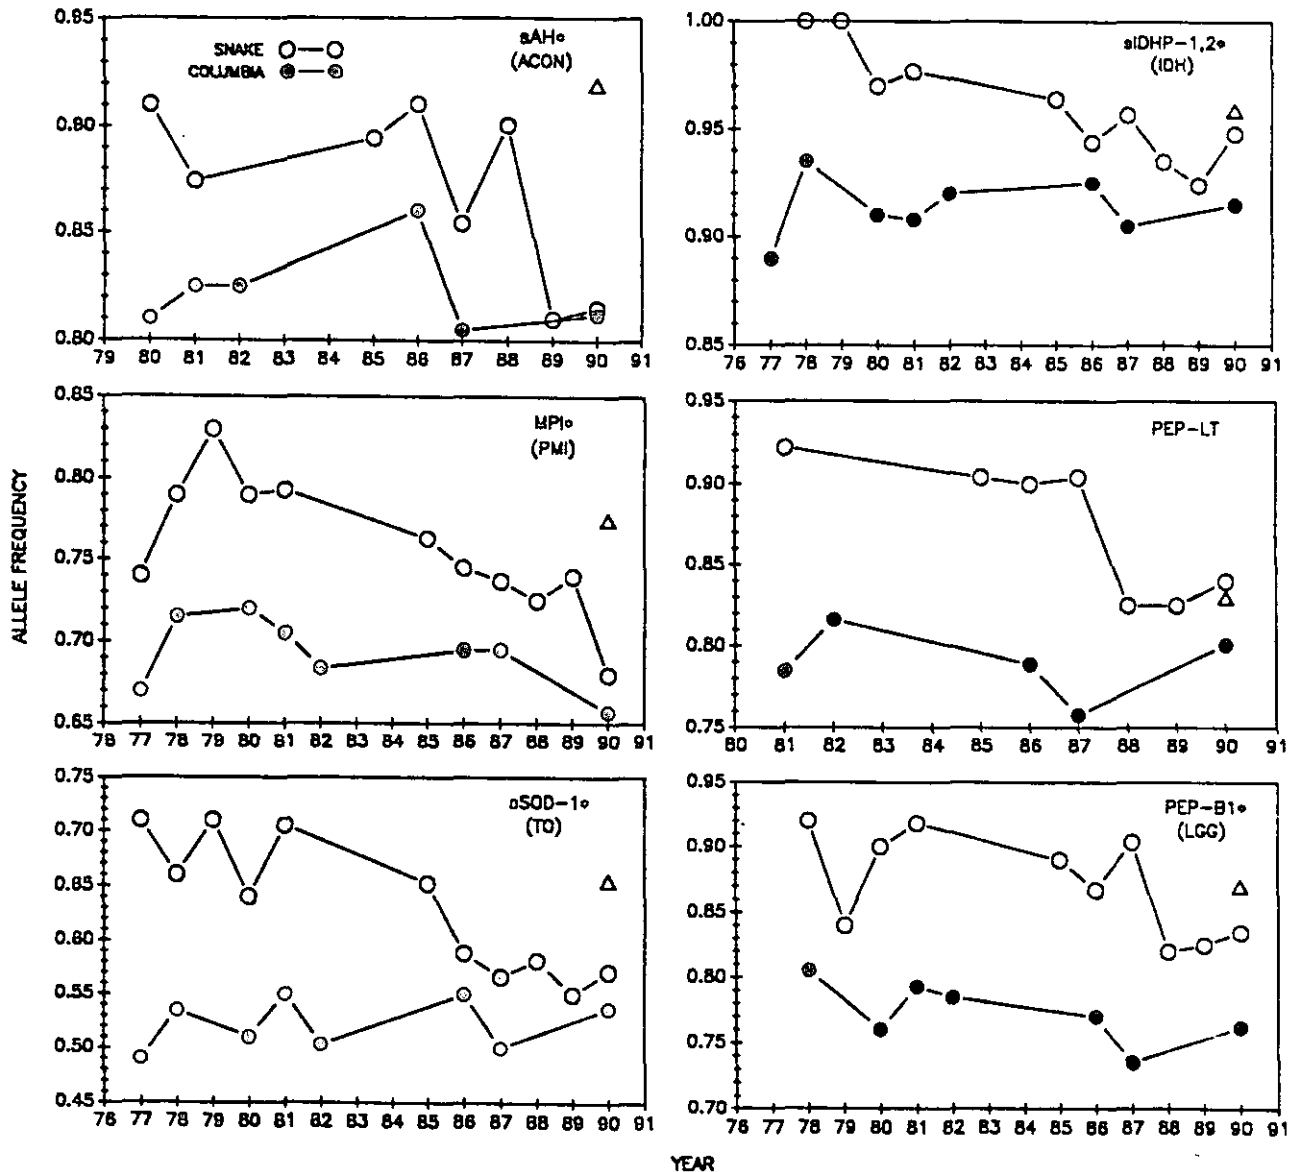 0.95
0.90
0.85
0.80
SNAKE
COLUMBIA
sAH*
(ACON)
79 80 81 82 83 84 85 86 87 88 89 90 91
1.00
0.95
0.90
0.85
sIDHP-1,2*
(IDH)
76 77 78 79 80 81 82 83 84 85 86 87 88 89 90 91
ALLELE FREQUENCY
0.85
0.80
0.75
0.70
0.65
MPI*
(PMI)
76 77 78 79 80 81 82 83 84 85 86 87 88 89 90 91
0.95
0.90
0.85
0.80
0.75
PEP-LT
80 81 82 83 84 85 86 87 88 89 90 91
0.75
0.70
0.65
0.60
0.55
0.50
0.45
sSOD-1*
(TO)
76 77 78 79 80 81 82 83 84 85 86 87 88 89 90 91
0.95
0.90
0.85
0.80
0.75
0.70
PEP-B1*
(LGG)
76 77 78 79 80 81 82 83 84 85 86 87 88 89 90 91
YEAR